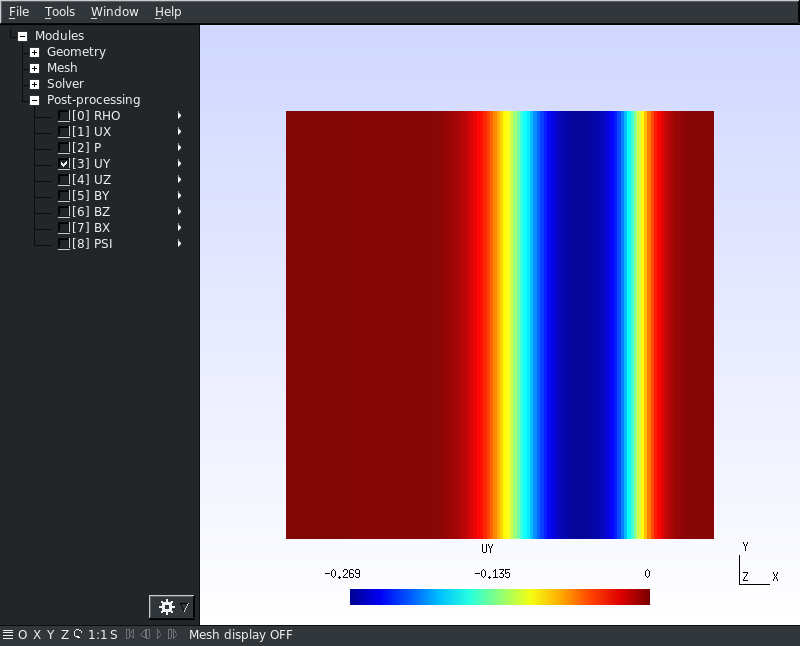 File Tools Window Help
Modules
Geometry
Mesh
Solver
Post-processing
[0] RHO
[1] UX
[2] P
[3] UY
[4] UZ
[5] BY
[6] BZ
[7] BX
[8] PSI
UY
-0.269 -0.135 0
Y
Z X
O X Y Z 1:1 S Mesh display OFF